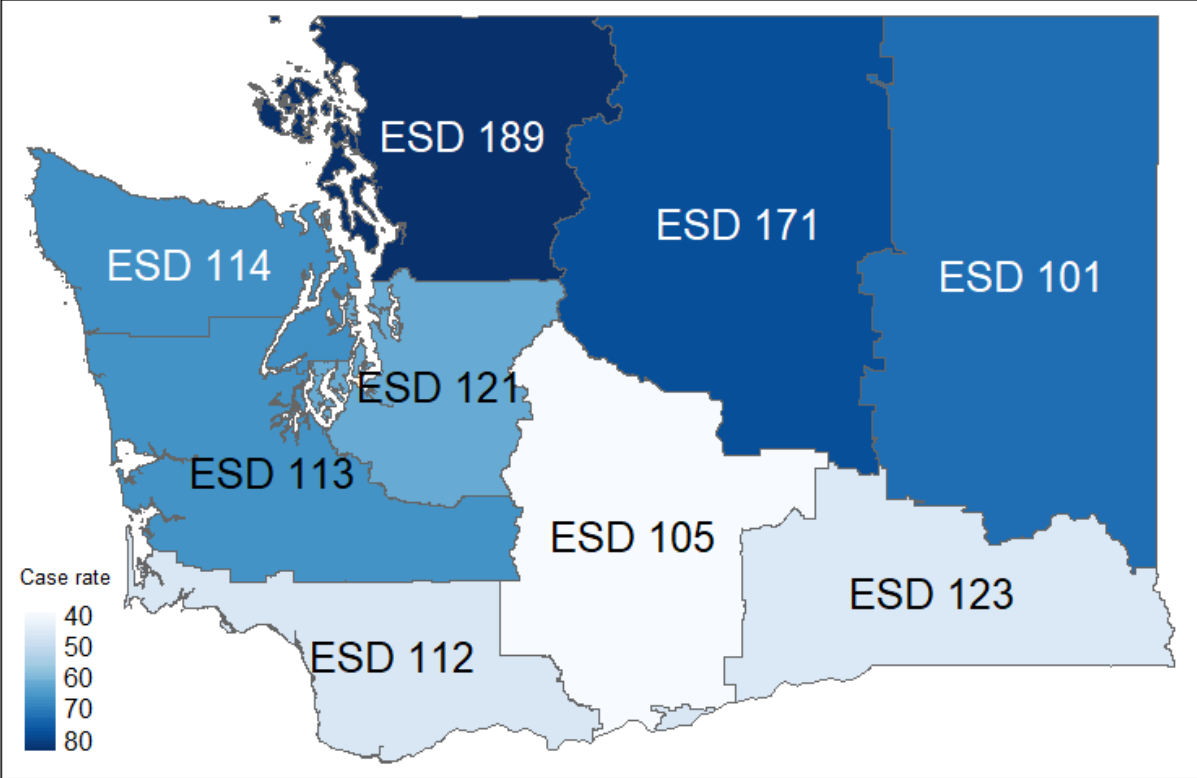 ESD 189
ESD 171
ESD 114
ESD 101
ESD 121
ESD 113
ESD 105
ESD 123
ESD 112
Case rate
40
50
60
70
80